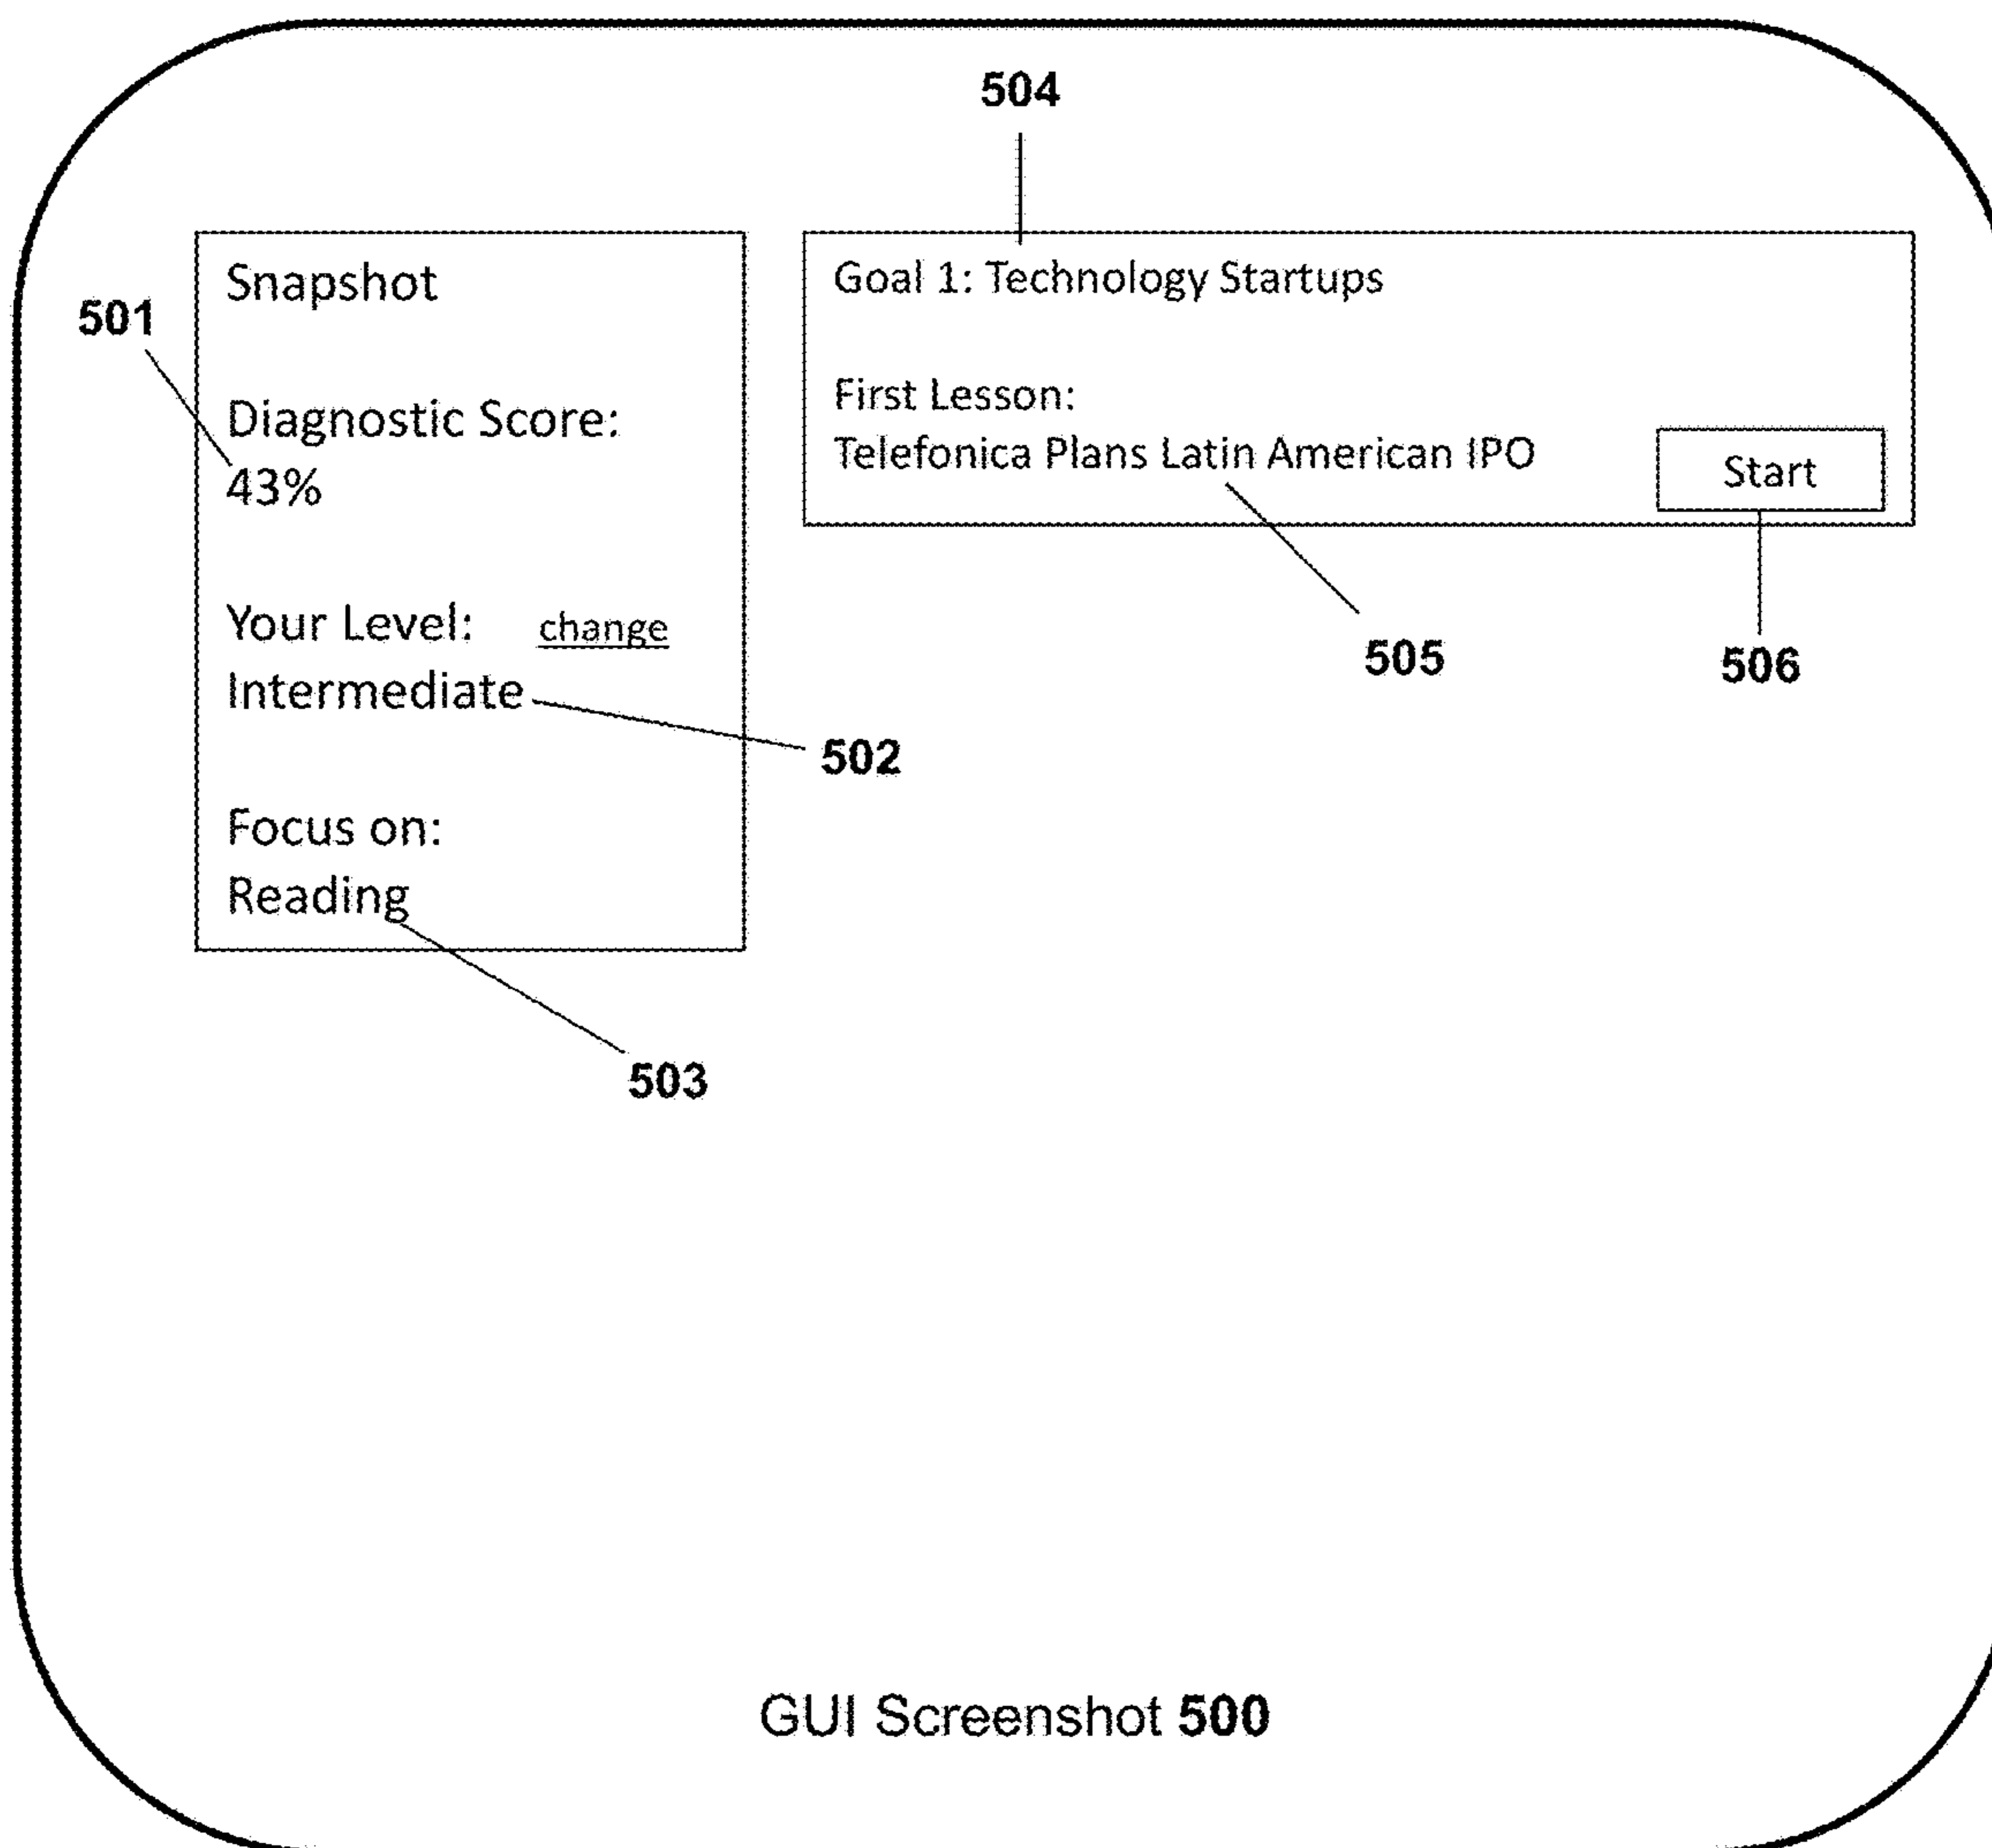 504
501
Snapshot
Diagnostic Score:
43%
Your Level: change
Intermediate
502
Focus on:
Reading
503
Goal 1: Technology Startups
First Lesson:
Telefonica Plans Latin American IPO
Start
505
506
GUI Screenshot 500